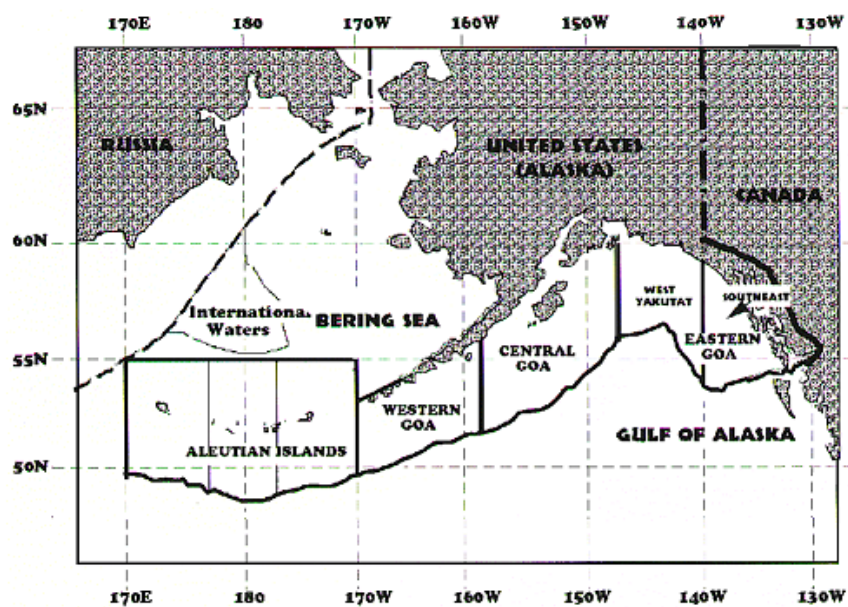 170E 180 170W 160W 150W 140W 130W
65N
RUSSIA
UNITED STATES
(ALASKA)
CANADA
60N
WEST
YAKUTAT
SOUTHEAST
International
Waters
BERING SEA
EASTERN
GOA
CENTRAL
GOA
55N
WESTERN
GOA
GULF OF ALASKA
ALEUTIAN ISLANDS
50N
170E 180 170W 160W 150W 140W 130W